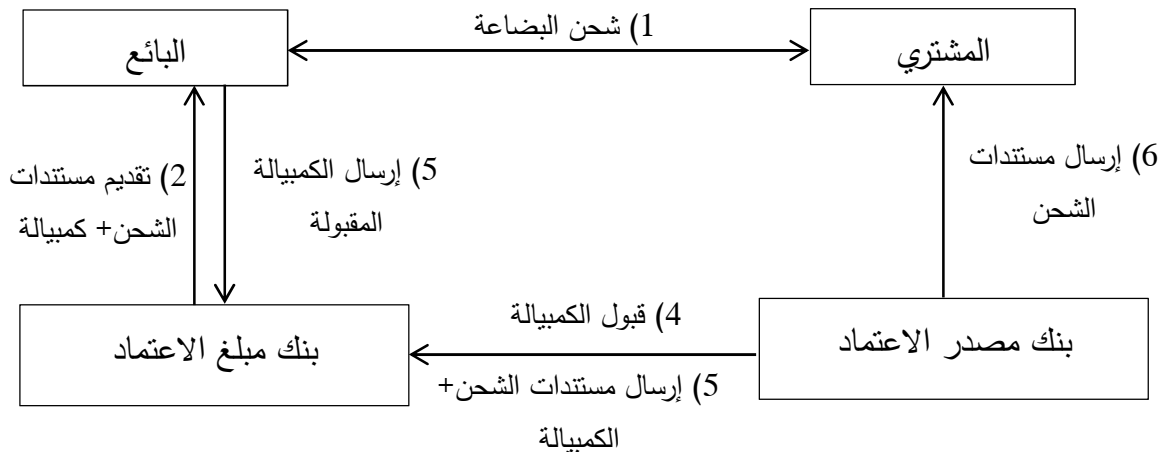 1) شحن البضاعة
البائع
المشتري
2) تقديم مستندات
الشحن+ كمبيالة
5) إرسال الكمبيالة
المقبولة
6) إرسال مستندات
الشحن
4) قبول الكمبيالة
بنك مبلغ الاعتماد
بنك مصدر الاعتماد
5) إرسال مستندات الشحن+
الكمبيالة